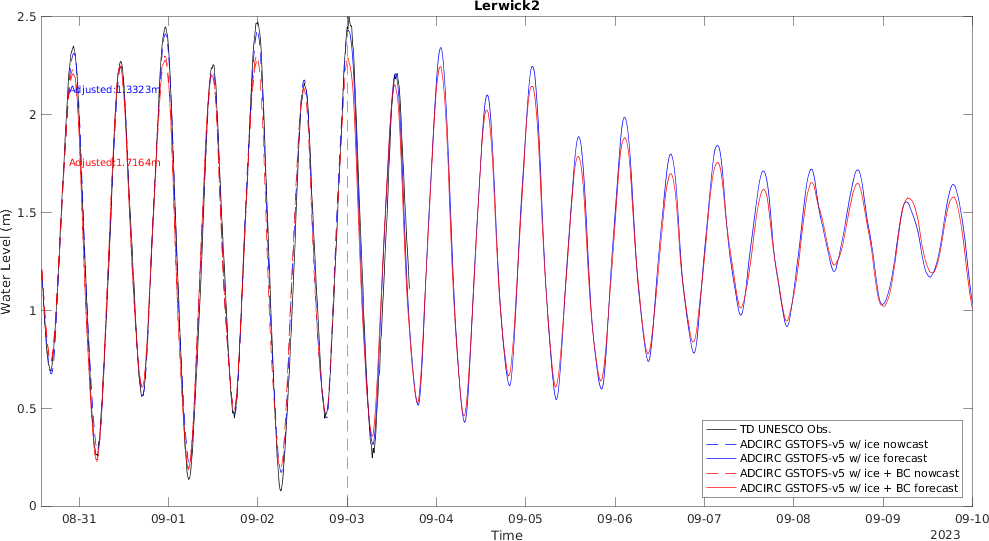 Lerwick2
2.5
2
1.5
1
0.5
0
Water Level (m)
Adjusted:1.3323m
Adjusted:1.7164m
TD UNESCO Obs.
ADCIRC GSTOFS-v5 w/ ice nowcast
ADCIRC GSTOFS-v5 w/ ice forecast
ADCIRC GSTOFS-v5 w/ ice + BC nowcast
ADCIRC GSTOFS-v5 w/ ice + BC forecast
08-31 09-01 09-02 09-03 09-04 09-05 09-06 09-07 09-08 09-09 09-10
Time
2023